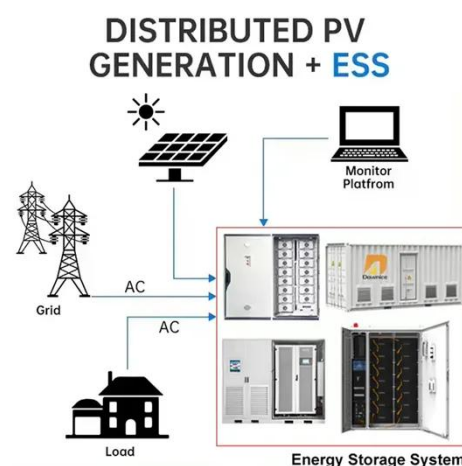 DISTRIBUTED PV
GENERATION + ESS
Monitor
Platfrom
Grid
AC
AC
Load
Energy Storage System